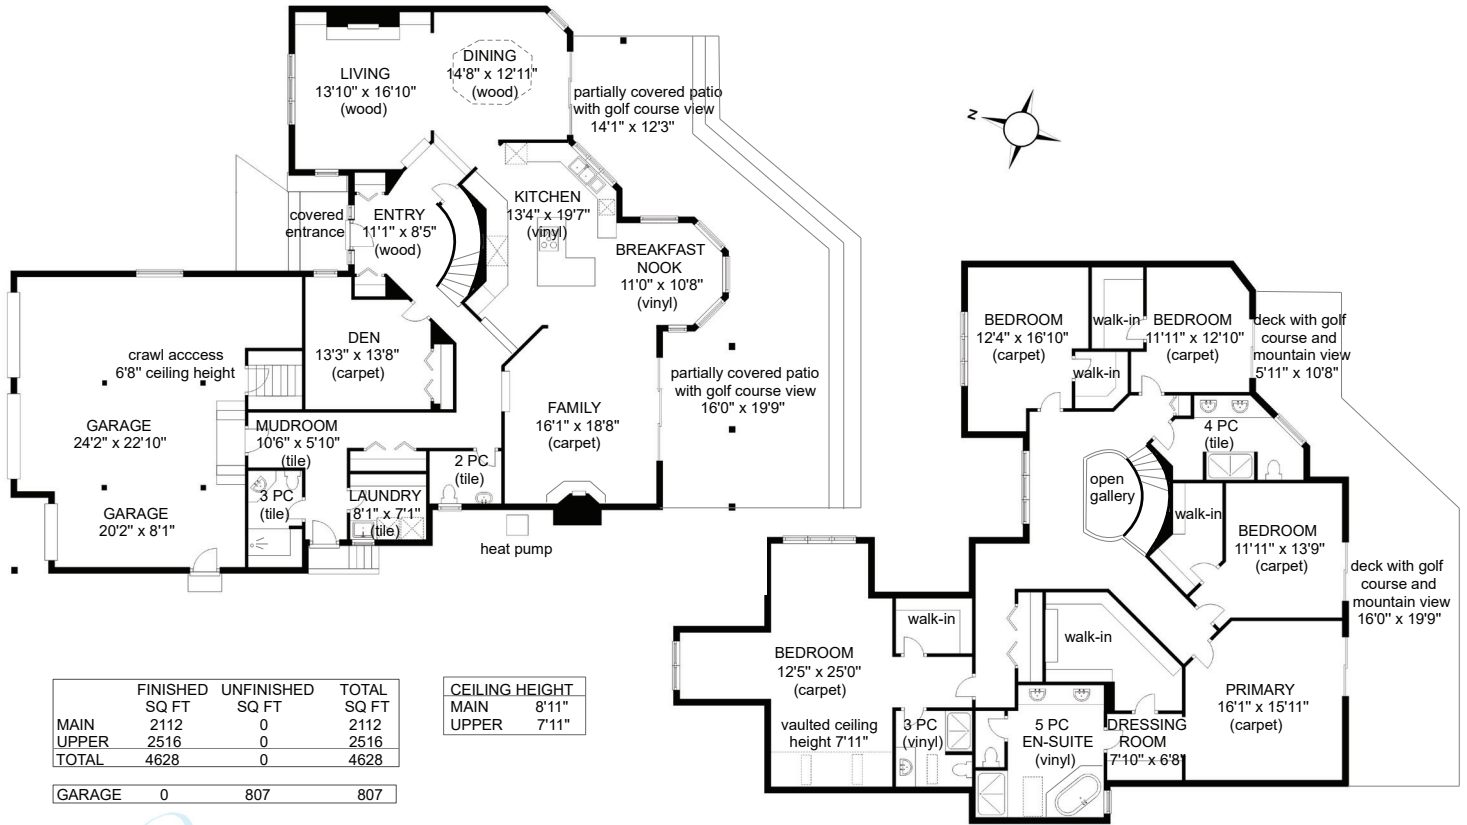 LIVING
13'10" x 16'10"
(wood)
DINING
14'8" x 12'11"
(wood)
partially covered patio
with golf course view
14'1" x 12'3"
N
covered
entrance
ENTRY
11'1" x 8'5"
(wood)
KITCHEN
13'4" x 19'7"
(vinyl)
BREAKFAST
NOOK
11'0" x 10'8"
(vinyl)
DEN
13'3" x 13'8"
(carpet)
crawl acccess
6'8" ceiling height
partially covered patio
with golf course view
16'0" x 19'9"
GARAGE
24'2" x 22'10"
MUDROOM
10'6" x 5'10"
(tile)
FAMILY
16'1" x 18'8"
(carpet)
2 PC
(tile)
3 PC
(tile)
LAUNDRY
8'1" x 7'1"
(tile)
GARAGE
20'2" x 8'1"
heat pump
BEDROOM
12'4" x 16'10"
(carpet)
walk-in
BEDROOM
11'11" x 12'10"
(carpet)
walk-in
deck with golf
course and
mountain view
5'11" x 10'8"
4 PC
(tile)
open
gallery
walk-in
BEDROOM
11'11" x 13'9"
(carpet)
deck with golf
course and
mountain view
16'0" x 19'9"
walk-in
walk-in
BEDROOM
12'5" x 25'0"
(carpet)
vaulted ceiling
height 7'11"
3 PC
(vinyl)
5 PC
EN-SUITE
(vinyl)
DRESSING
ROOM
7'10" x 6'8"
PRIMARY
16'1" x 15'11"
(carpet)
FINISHED UNFINISHED TOTAL
SQ FT SQ FT SQ FT
MAIN 2112 0 2112
UPPER 2516 0 2516
TOTAL 4628 0 4628
GARAGE 0 807 807
CEILING HEIGHT
MAIN 8'11"
UPPER 7'11"